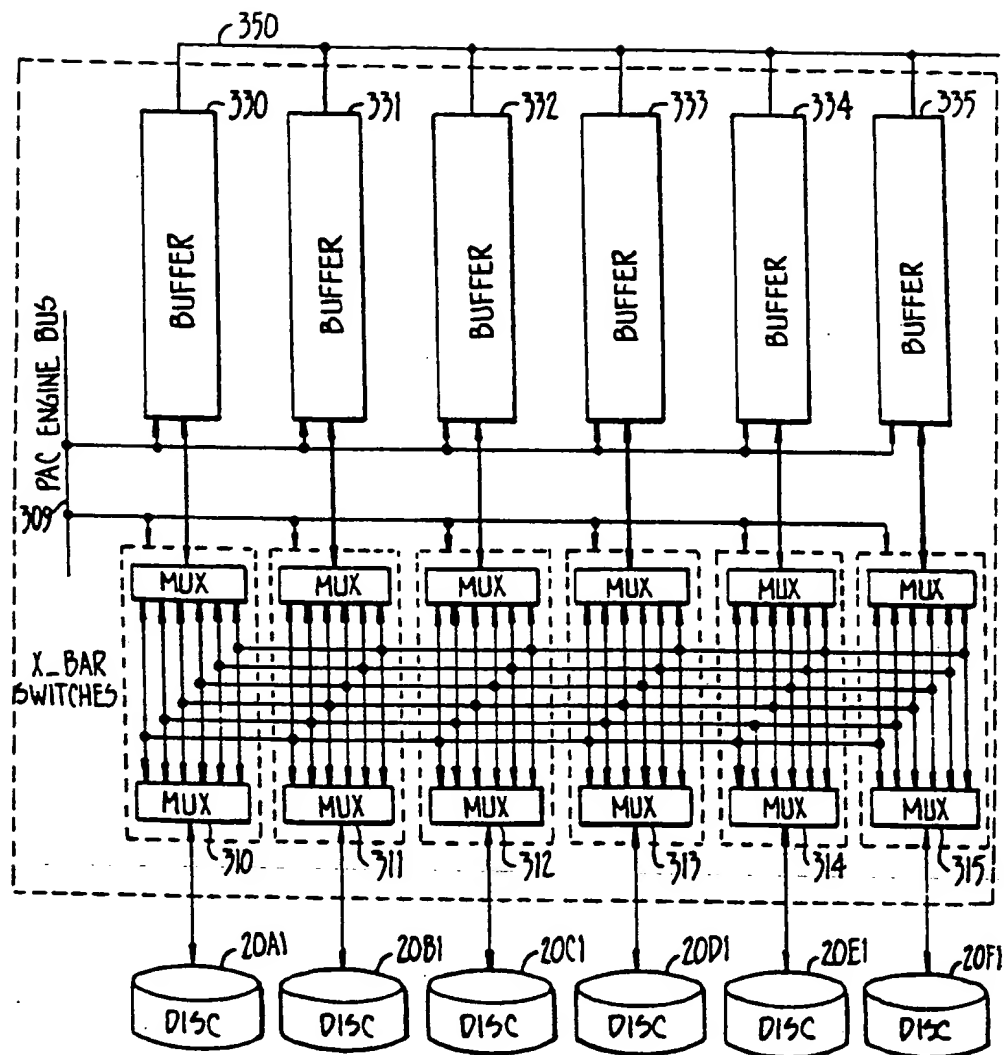 350
330 331 332 333 334 335
BUFFER BUFFER BUFFER BUFFER BUFFER BUFFER
PAC ENGINE BUS
309
MUX MUX MUX MUX MUX MUX
X_BAR
SWITCHES
MUX MUX MUX MUX MUX MUX
310 311 312 313 314 315
20A1 20B1 20C1 20D1 20E1 20F1
DISC DISC DISC DISC DISC DISC